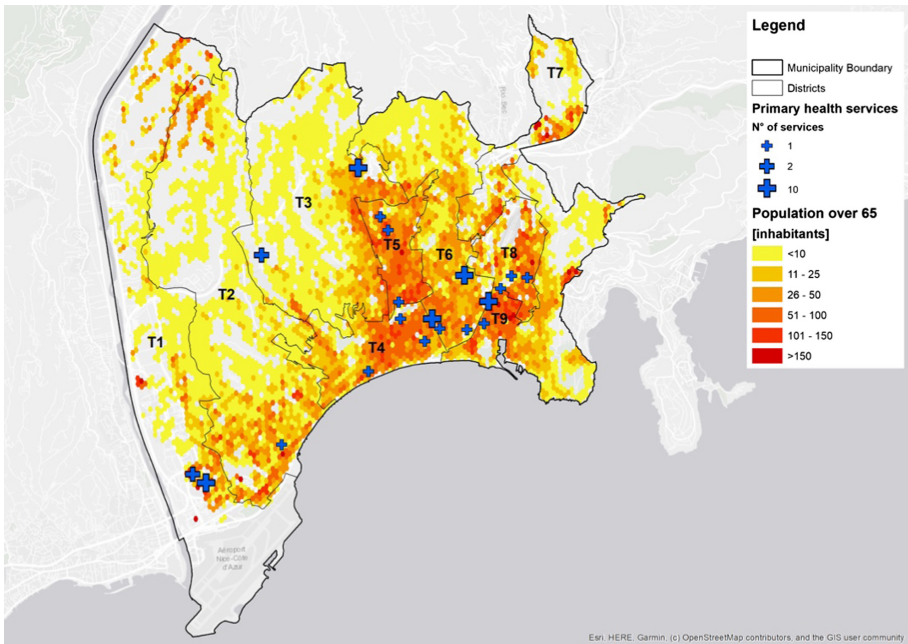 Legend
Municipality Boundary
Districts
Primary health services
N° of services
1
2
10
Population over 65
[inhabitants]
<10
11 - 25
26 - 50
51 - 100
101 - 150
>150
T7
T3
T5
T6
T8
T2
T9
T1
T4
Aéroport
Nice-Côte
d'Azur
Esri, HERE, Garmin, (c) OpenStreetMap contributors, and the GIS user community